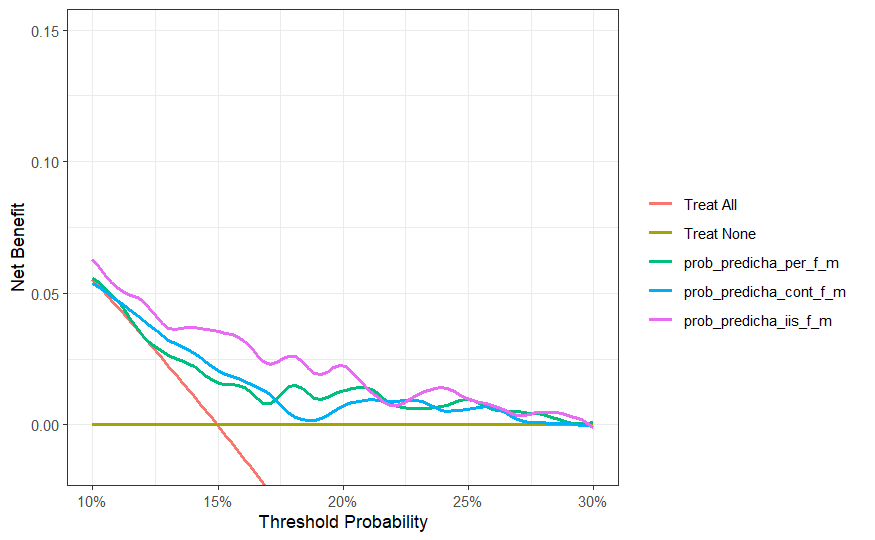 0.15
0.10
0.05
0.00
Net Benefit
10%
15%
20%
25%
30%
Threshold Probability
Treat All
Treat None
prob_predicha_per_f_m
prob_predicha_cont_f_m
prob_predicha_iis_f_m